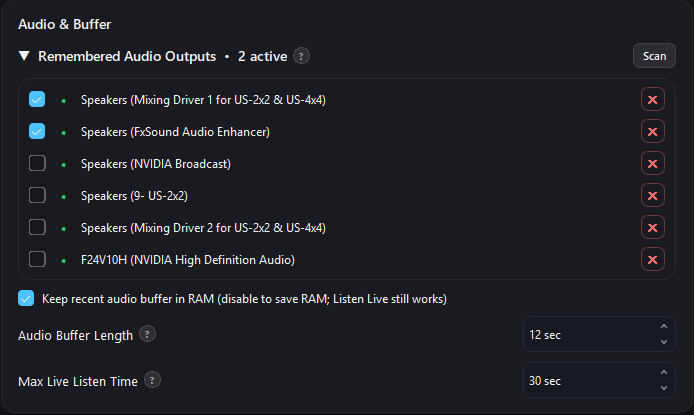 Audio & Buffer
▼ Remembered Audio Outputs • 2 active ? Scan
Speakers (Mixing Driver 1 for US-2x2 & US-4x4)
Speakers (FxSound Audio Enhancer)
Speakers (NVIDIA Broadcast)
Speakers (9- US-2x2)
Speakers (Mixing Driver 2 for US-2x2 & US-4x4)
F24V10H (NVIDIA High Definition Audio)
Keep recent audio buffer in RAM (disable to save RAM; Listen Live still works)
Audio Buffer Length ? 12 sec
Max Live Listen Time ? 30 sec